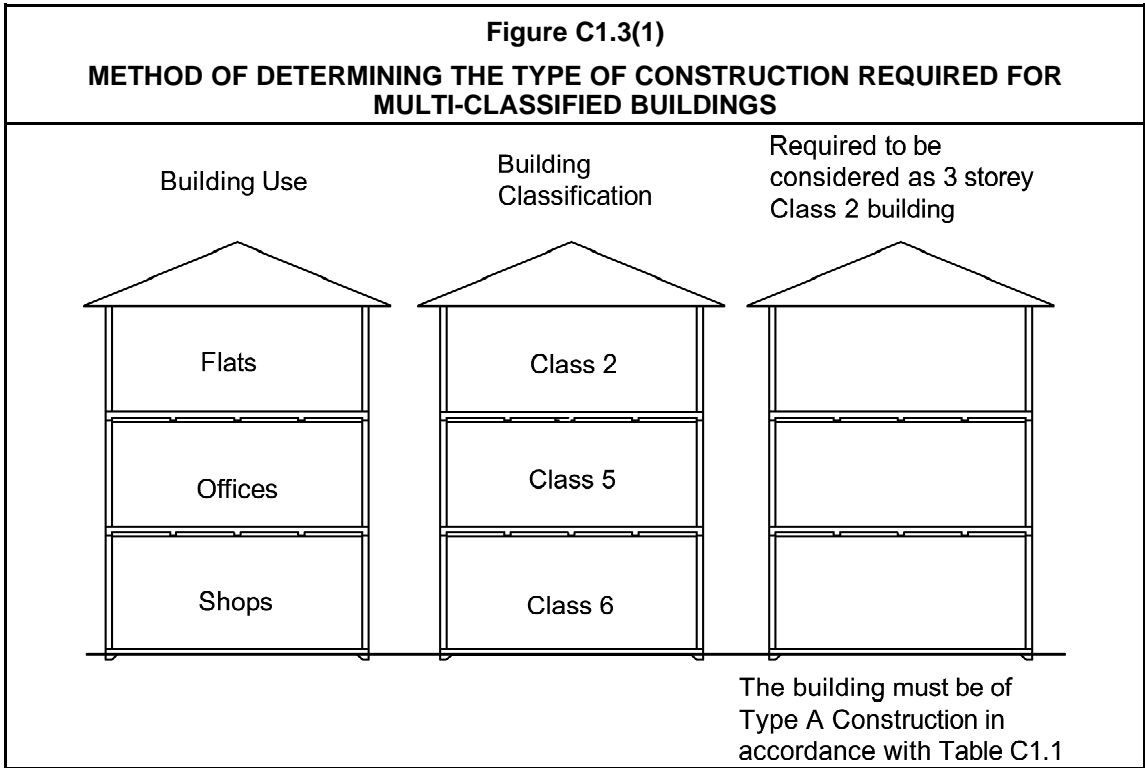 Figure C1.3(1)
METHOD OF DETERMINING THE TYPE OF CONSTRUCTION REQUIRED FOR
MULTI-CLASSIFIED BUILDINGS
Building Use
Building
Classification
Required to be
considered as 3 storey
Class 2 building
Flats
Class 2
Offices
Class 5
Shops
Class 6
The building must be of
Type A Construction in
accordance with Table C1.1